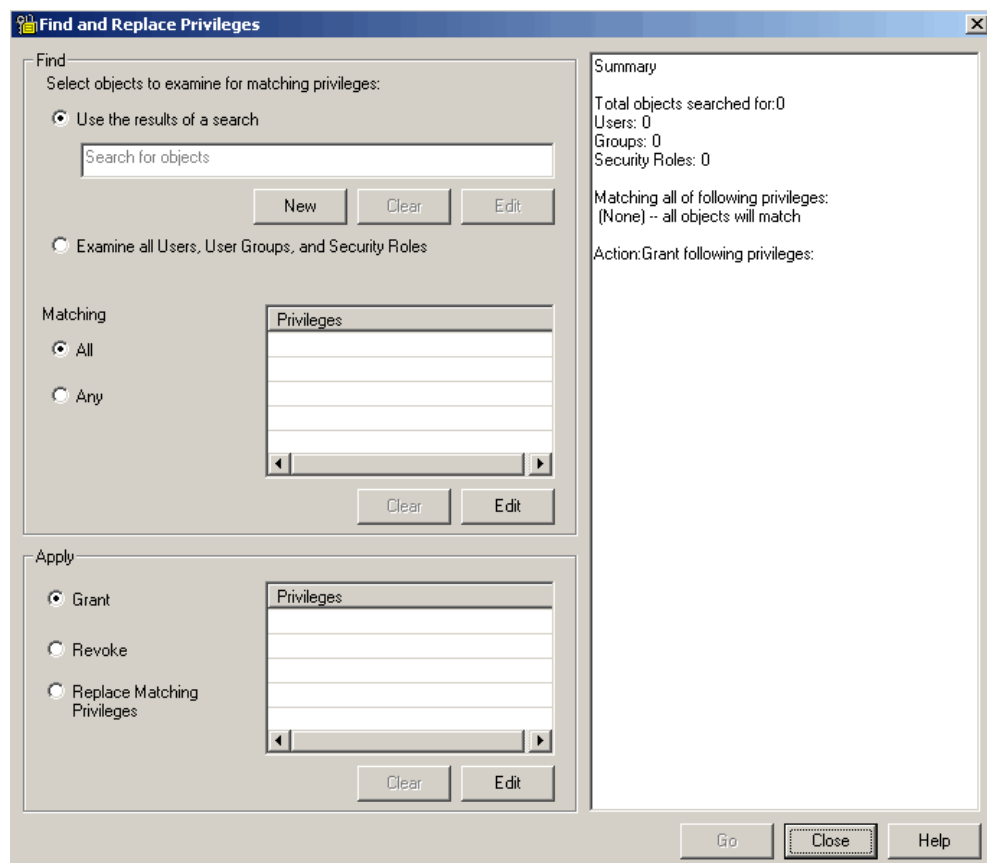 Find and Replace Privileges
Find
Select objects to examine for matching privileges:
Use the results of a search
Search for objects
New
Clear
Edit
Examine all Users, User Groups, and Security Roles
Matching
All
Any
Privileges
Clear
Edit
Apply
Grant
Revoke
Replace Matching
Privileges
Privileges
Clear
Edit
Summary
Total objects searched for:0
Users: 0
Groups: 0
Security Roles: 0
Matching all of following privileges:
(None) -- all objects will match
Action:Grant following privileges:
Go
Close
Help